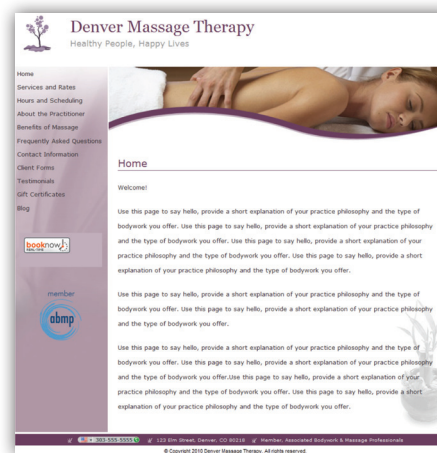 Denver Massage Therapy
Healthy People, Happy Lives
Home
Services and Rates
Hours and Scheduling
About the Practitioner
Benefits of Massage
Frequently Asked Questions
Contact Information
Client Forms
Testimonials
Gift Certificates
Blog
booknow
member
abmp
Home
Welcome!
Use this page to say hello, provide a short explanation of your practice philosophy and the type of
bodywork you offer. Use this page to say hello, provide a short explanation of your practice philosophy
and the type of bodywork you offer. Use this page to say hello, provide a short explanation of your
practice philosophy and the type of bodywork you offer. Use this page to say hello, provide a short
explanation of your practice philosophy and the type of bodywork you offer.
Use this page to say hello, provide a short explanation of your practice philosophy and the type of
bodywork you offer. Use this page to say hello, provide a short explanation of your practice philosophy
and the type of bodywork you offer.
Use this page to say hello, provide a short explanation of your practice philosophy and the type of
bodywork you offer. Use this page to say hello, provide a short explanation of your practice philosophy
and the type of bodywork you offer.Use this page to say hello, provide a short explanation of your
practice philosophy and the type of bodywork you offer. Use this page to say hello, provide a short
explanation of your practice philosophy and the type of bodywork you offer.
303-555-5555 123 Elm Street, Denver, CO 80218 Member, Associated Bodywork & Massage Professionals
© Copyright 2010 Denver Massage Therapy. All rights reserved.